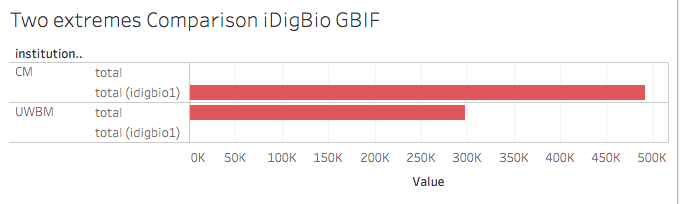 Two extremes Comparison iDigBio GBIF
institution..
CM total
total (idigbio1)
UWBM total
total (idigbio1)
0K 50K 100K 150K 200K 250K 300K 350K 400K 450K 500K
Value